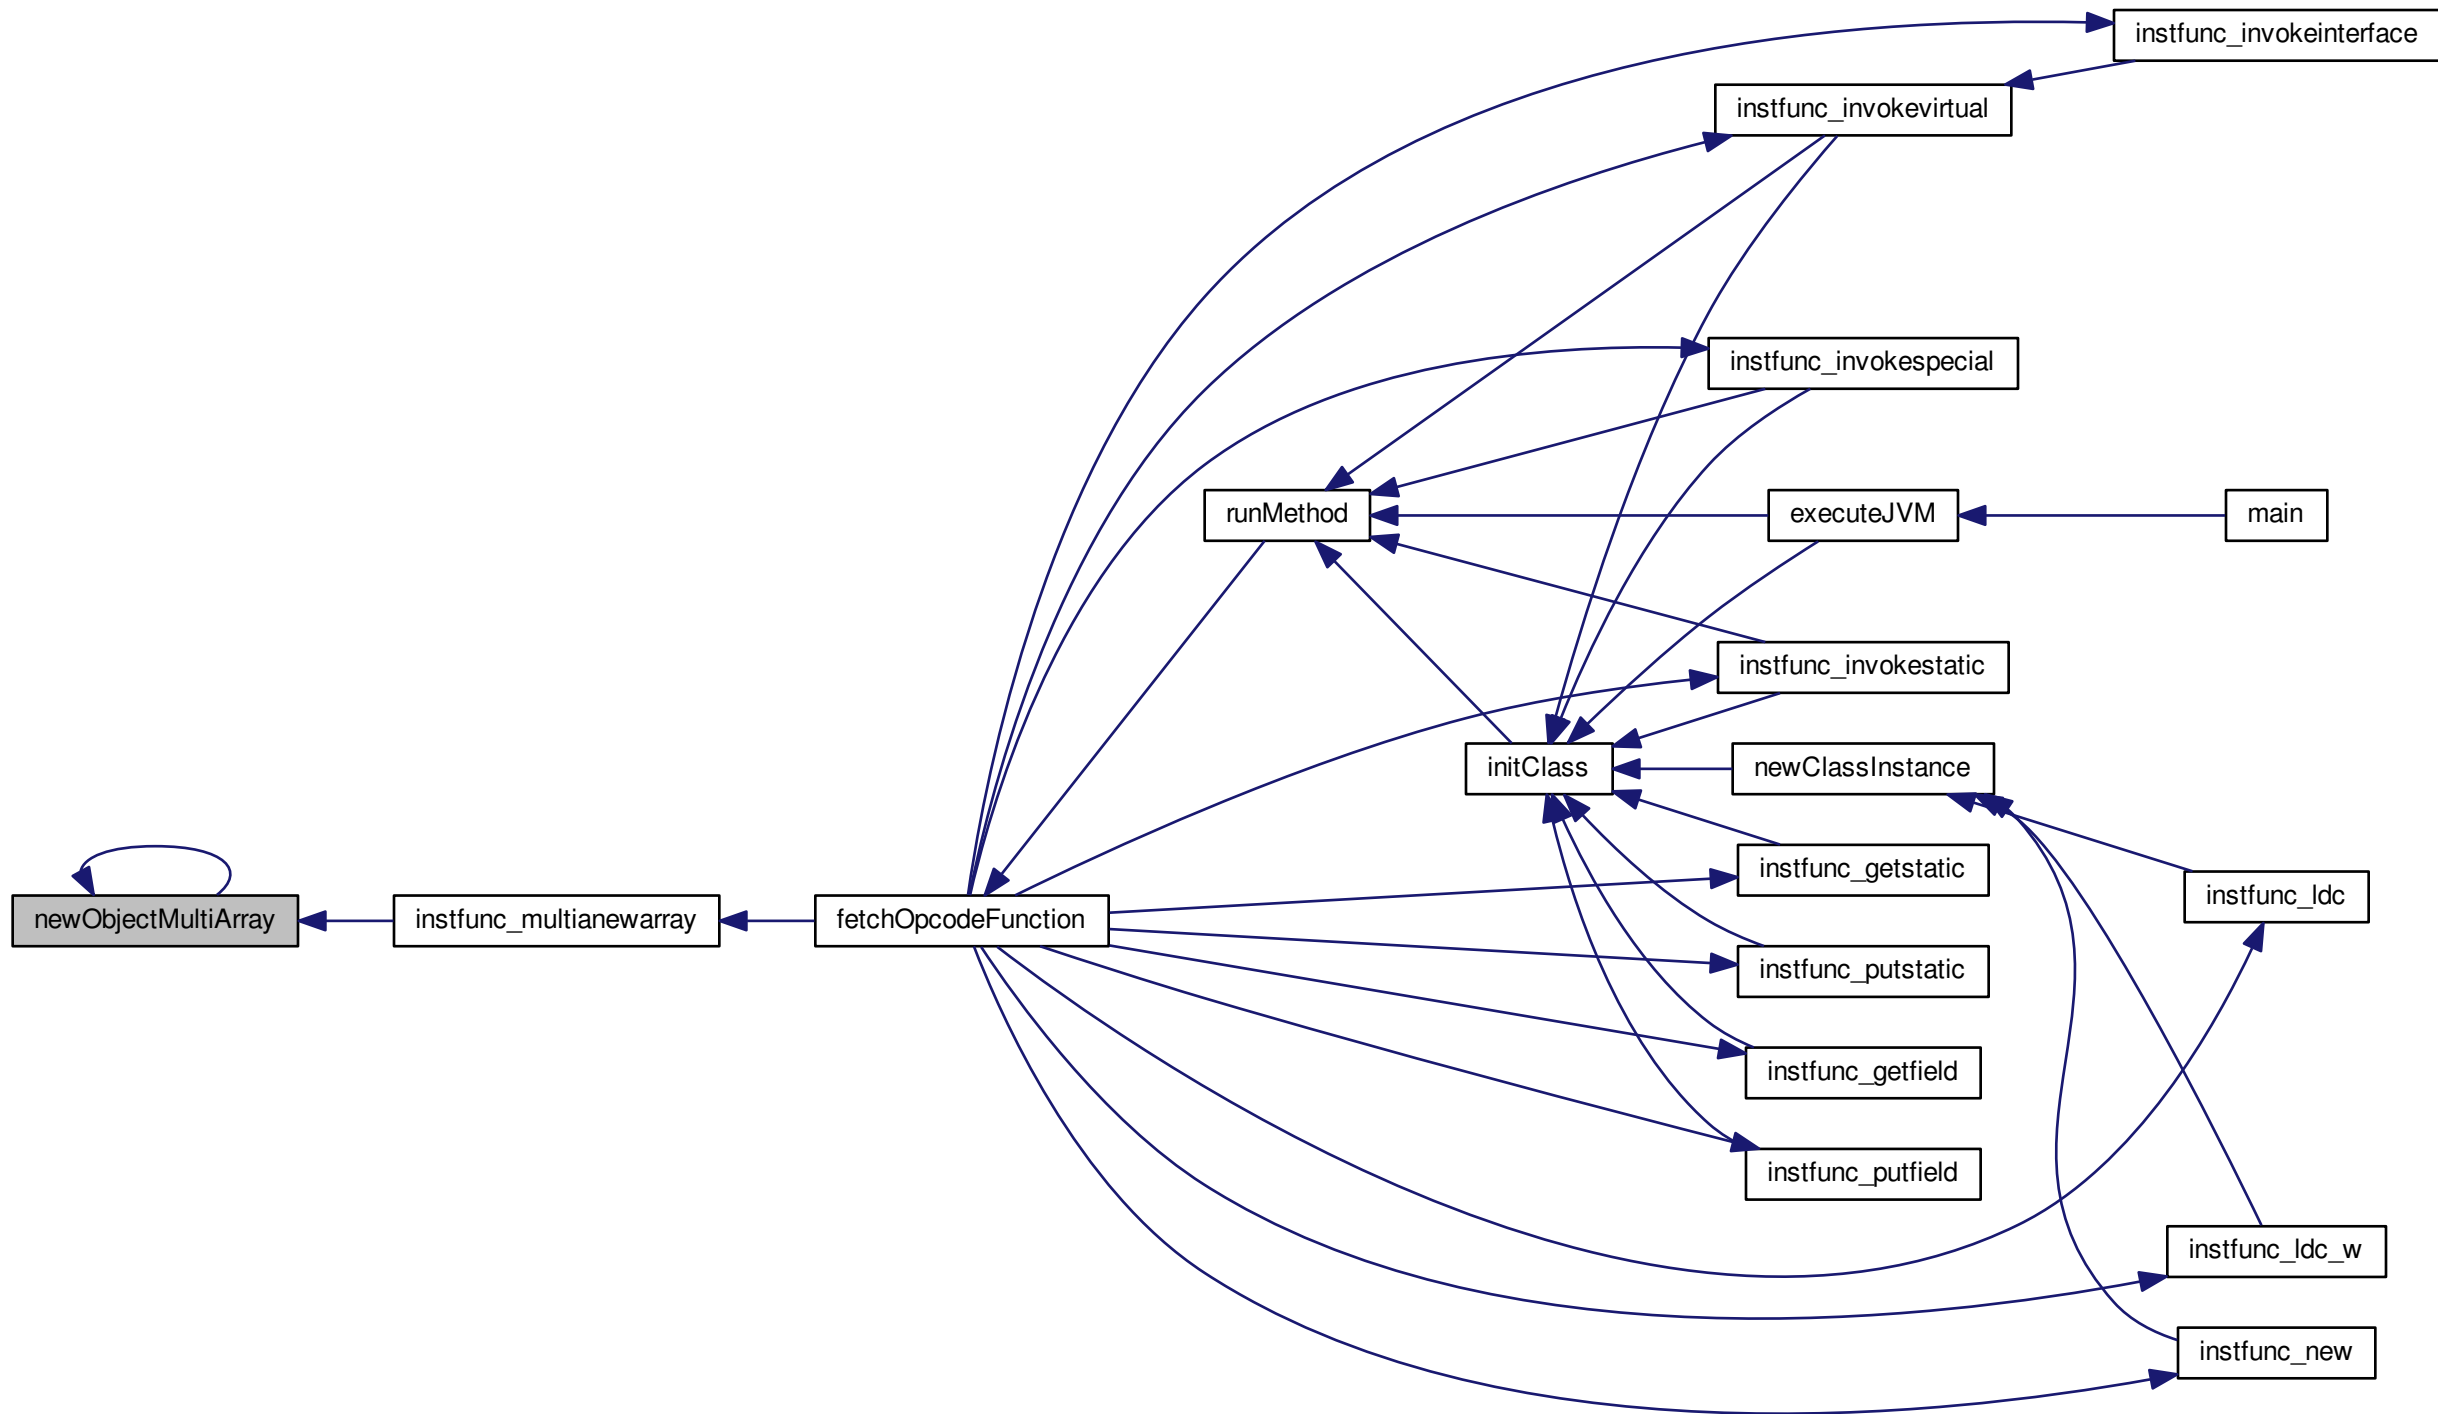 instfunc_invokeinterface
instfunc_invokevirtual
instfunc_invokespecial
runMethod
executeJVM
main
instfunc_invokestatic
initClass
newClassInstance
instfunc_getstatic
instfunc_ldc
newObjectMultiArray
instfunc_multianewarray
fetchOpcodeFunction
instfunc_putstatic
instfunc_getfield
instfunc_putfield
instfunc_ldc_w
instfunc_new